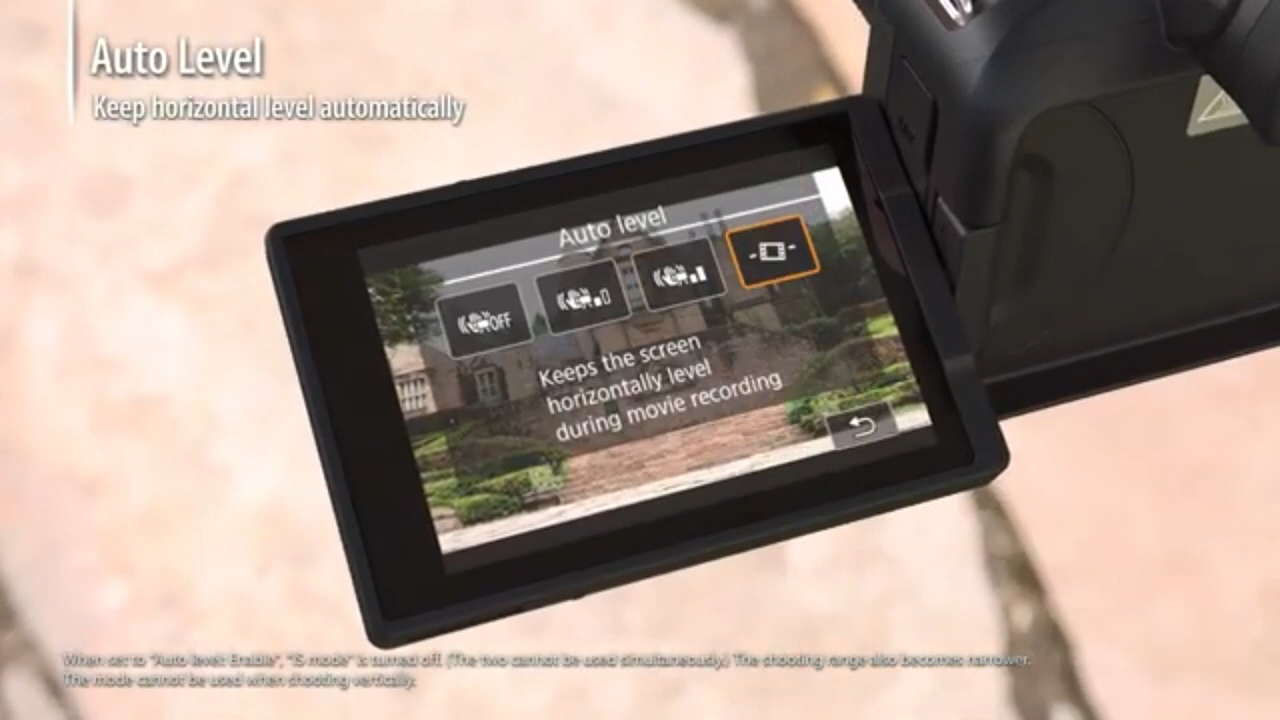 Auto Level
Keep horizontal level automatically
Auto level
OFF
Keeps the screen
horizontally level
during movie recording
When set to "Auto level: Enable", "IS mode" is turned off. (The two cannot be used simultaneously.) The shooting range also becomes narrower.
The mode cannot be used when shooting vertically.